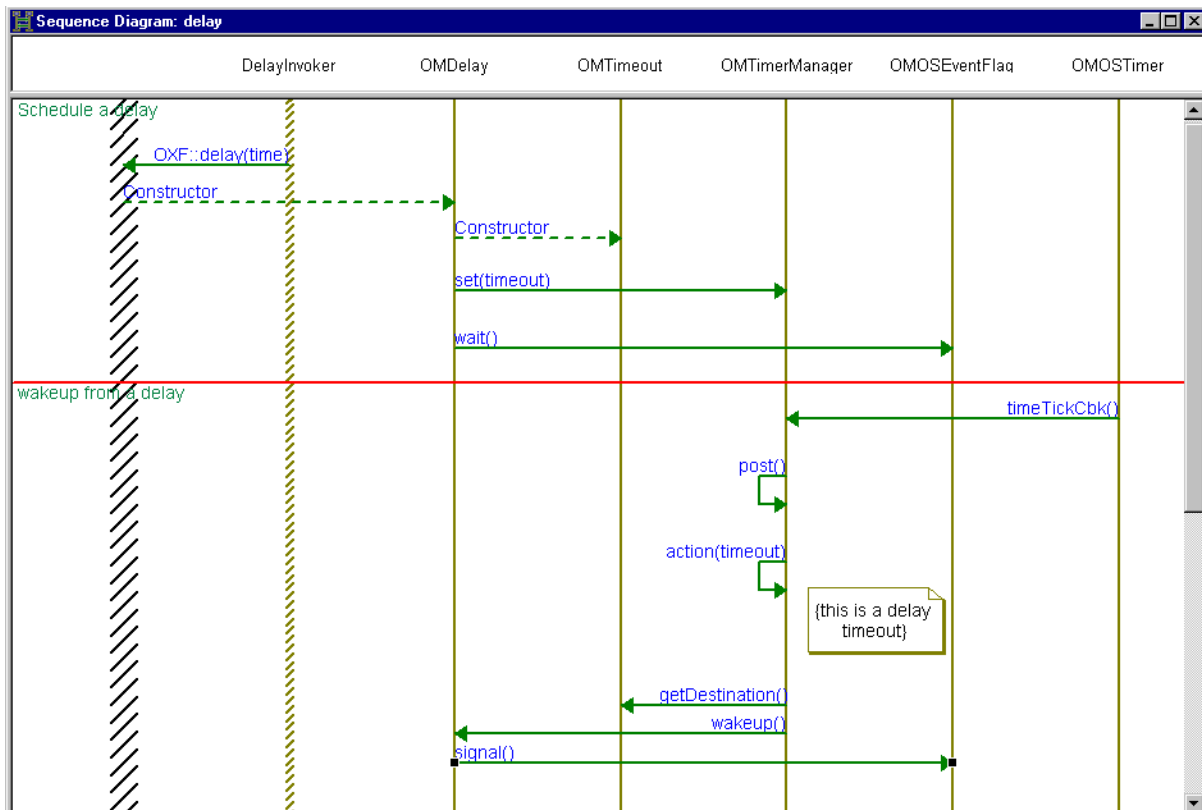 Sequence Diagram: delay
DelayInvoker OMDelay OMTimeout OMTimerManager OMOSEventFlag OMOSTimer
Schedule a delay
OXF::delay(time)
Constructor
Constructor
set(timeout)
wait()
wakeup from a delay
timeTickCbk()
post()
action(timeout)
{this is a delay
timeout}
getDestination()
wakeup()
signal()